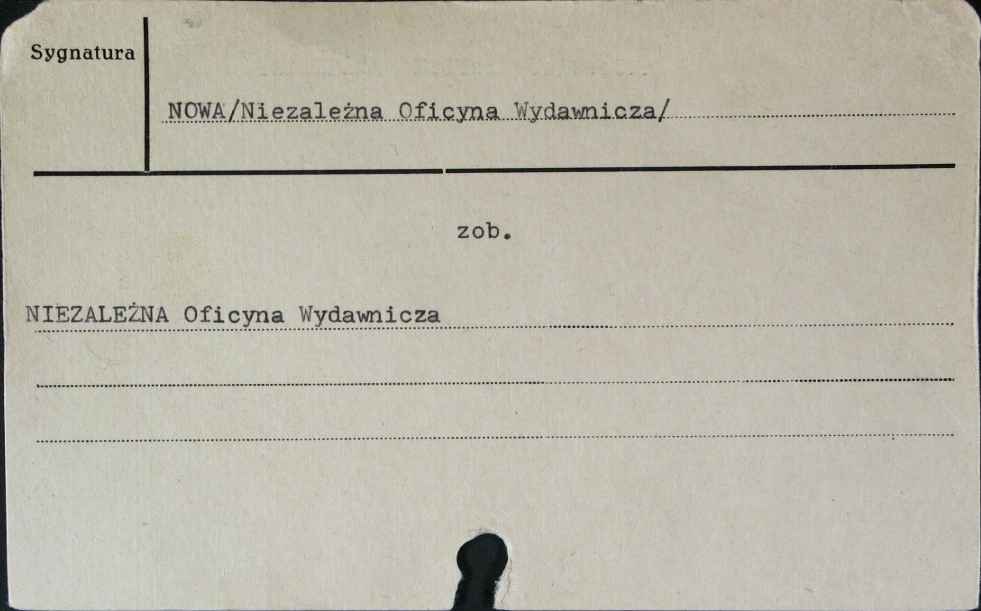 Sygnatura
NOWA/Niezależna Oficyna Wydawnicza/
zob.
NIEZALEŻNA Oficyna Wydawnicza